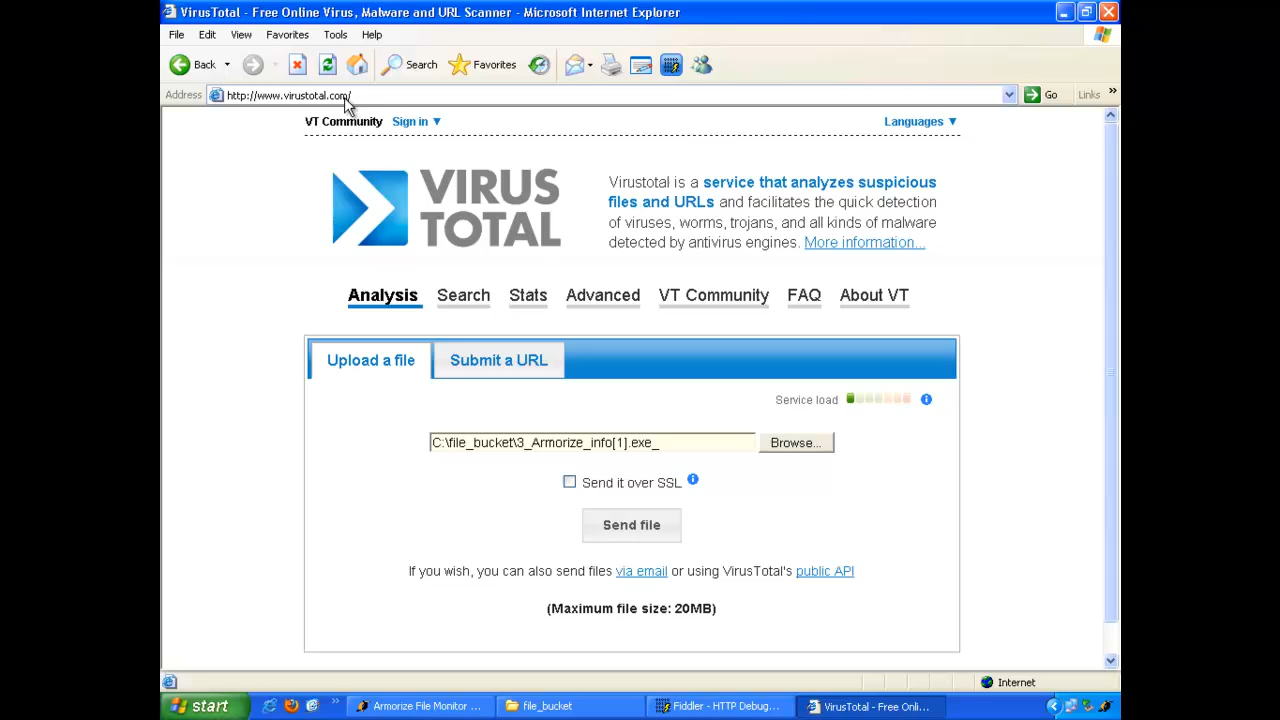 VirusTotal - Free Online Virus, Malware and URL Scanner - Microsoft Internet Explorer
File Edit View Favorites Tools Help
Back Search Favorites
Address http://www.virustotal.com/ Go Links »
VT Community Sign in ▼ Languages ▼
VIRUS
TOTAL
Virustotal is a service that analyzes suspicious
files and URLs and facilitates the quick detection
of viruses, worms, trojans, and all kinds of malware
detected by antivirus engines. More information...
Analysis Search Stats Advanced VT Community FAQ About VT
Upload a file Submit a URL
Service load
C:\file_bucket\3_Armorize_info[1].exe_ Browse...
Send it over SSL
Send file
If you wish, you can also send files via email or using VirusTotal's public API
(Maximum file size: 20MB)
Internet
start » Armorize File Monitor ... file_bucket Fiddler - HTTP Debug... VirusTotal - Free Onli...